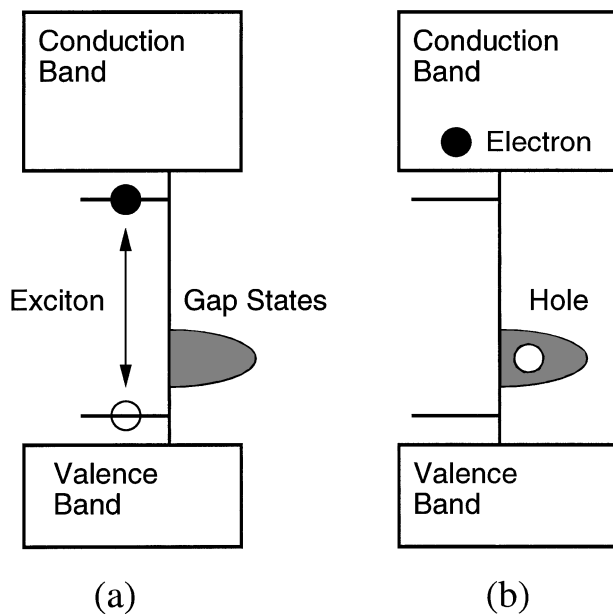 Conduction
Band
Exciton
Gap States
Valence
Band
(a)
Conduction
Band
Electron
Hole
Valence
Band
(b)